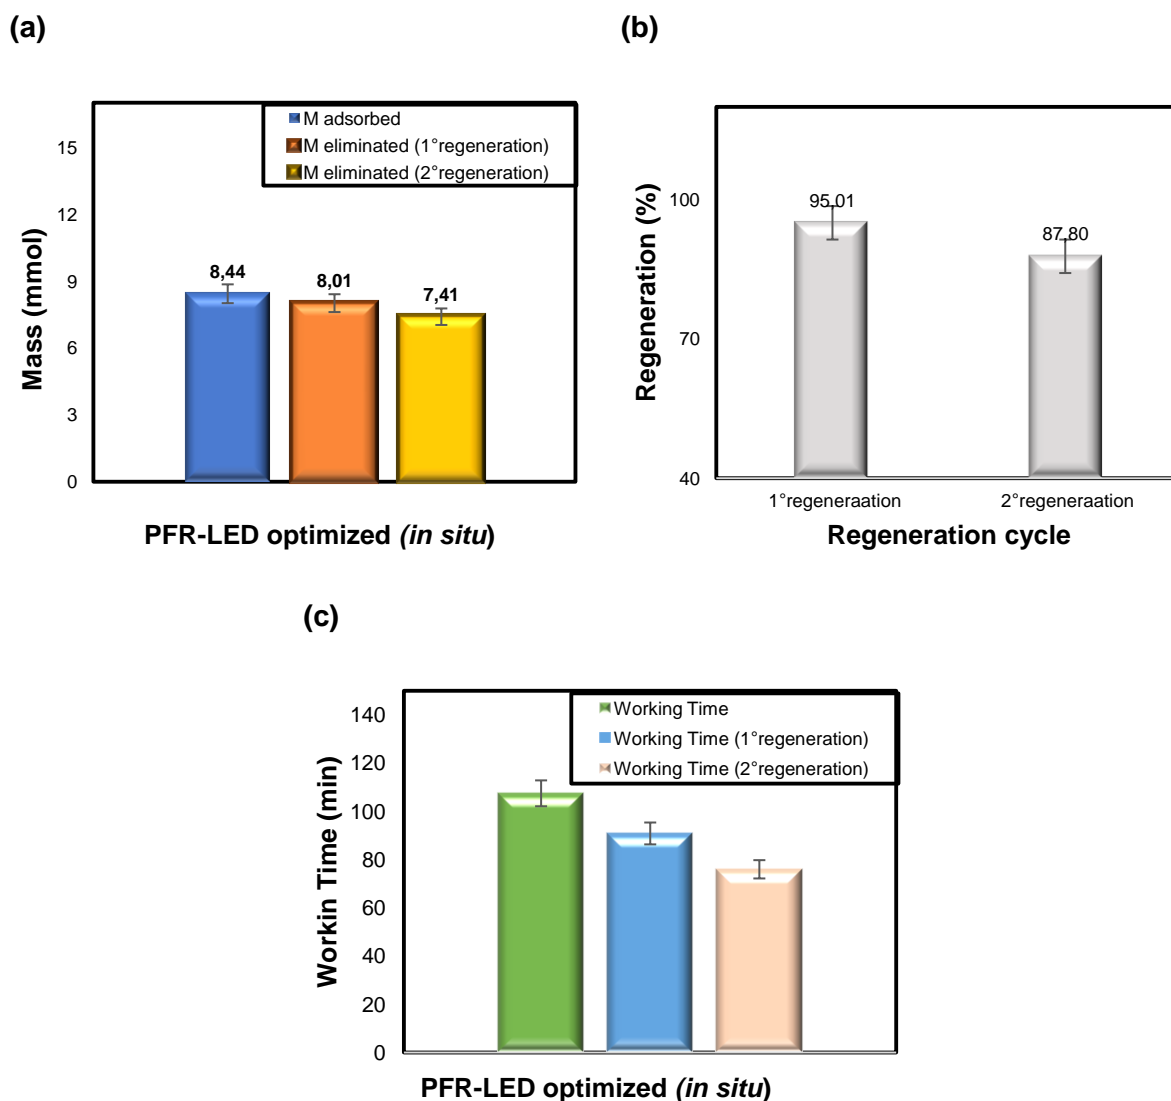 (a)
M adsorbed
M eliminated (1°regeneration)
M eliminated (2°regeneration)
Mass (mmol)
15
12
9
6
3
0
8,44
8,01
7,41
PFR-LED optimized (in situ)
(b)
Regeneration (%)
100
70
40
95.01
87.80
1°regeneraation
2°regeneraation
Regeneration cycle
(c)
Working Time
Working Time (1°regeneration)
Working Time (2°regeneration)
Workin Time (min)
140
120
100
80
60
40
20
0
PFR-LED optimized (in situ)